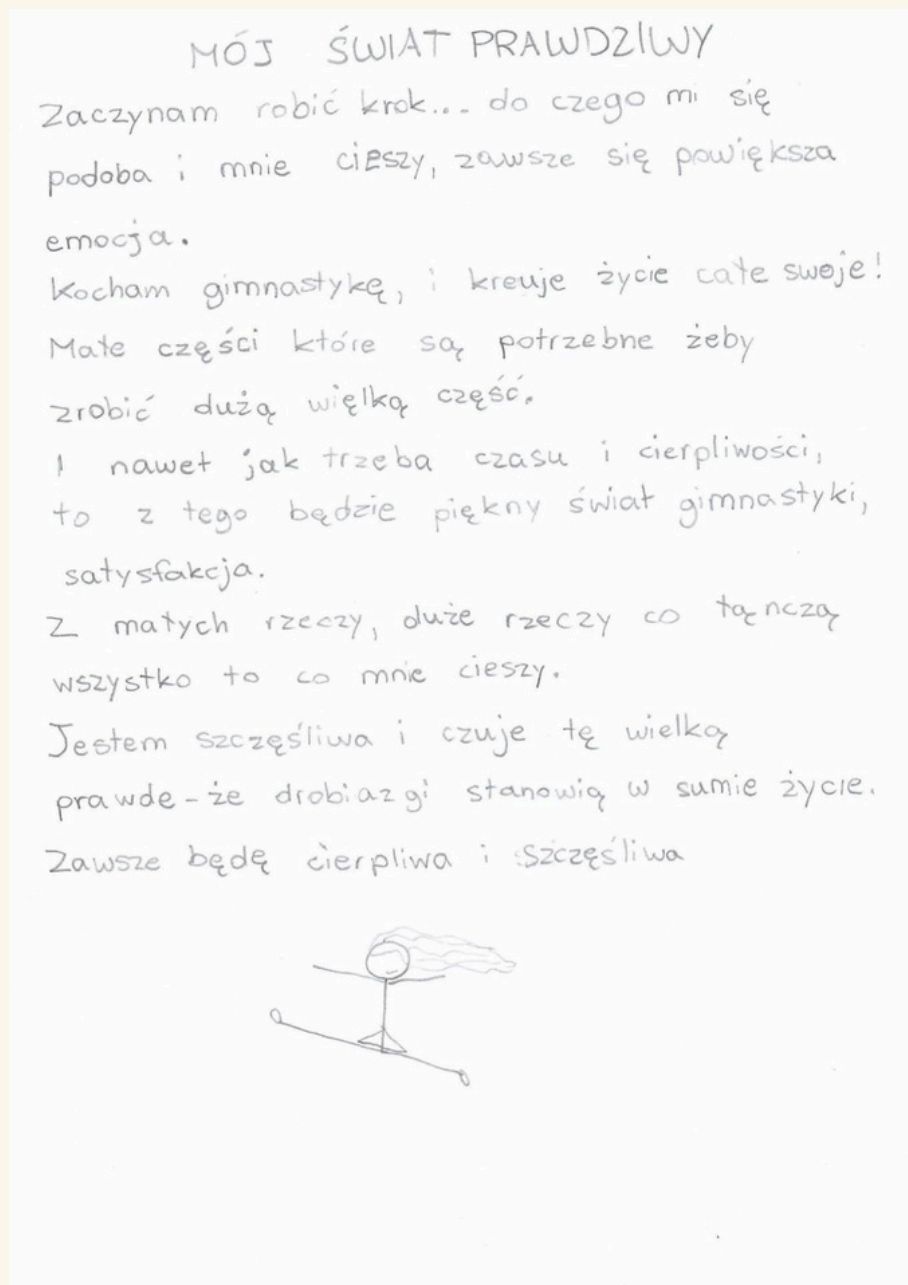 MÓJ ŚWIAT PRAWDZIWY
Zaczynam robić krok... do czego mi się
podoba i mnie cieszy, zawsze się powiększa
emocja.
Kocham gimnastykę, i kreuje życie całe swoje!
Małe części które są potrzebne żeby
zrobić dużą więlką część.
I nawet jak trzeba czasu i cierpliwości,
to z tego będzie piękny świat gimnastyki,
satysfakcja.
Z małych rzeczy, duże rzeczy co tąnczą
wszystko to co mnie cieszy.
Jestem szczęśliwa i czuje tę wielką
prawde - że drobiazgi stanowią w sumie życie.
Zawsze będę cierpliwa i szczęśliwa